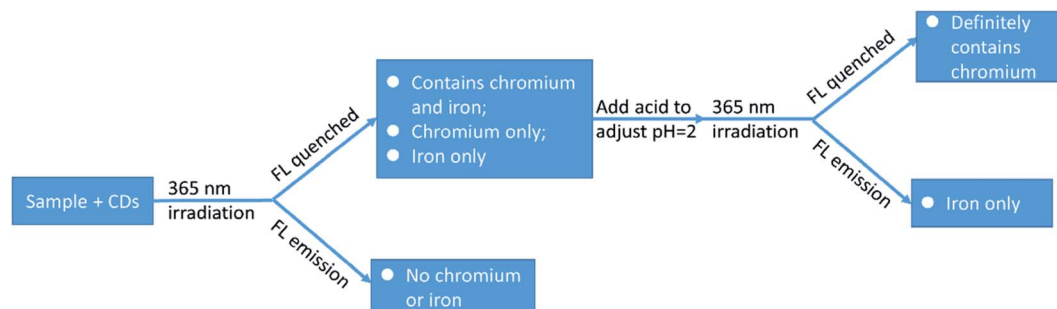 Sample + CDs
365 nm
irradiation
FL quenched
FL emission
Contains chromium
and iron;
Chromium only;
Iron only
No chromium
or iron
Add acid to
adjust pH=2
365 nm
irradiation
FL quenched
FL emission
Definitely
contains
chromium
Iron only